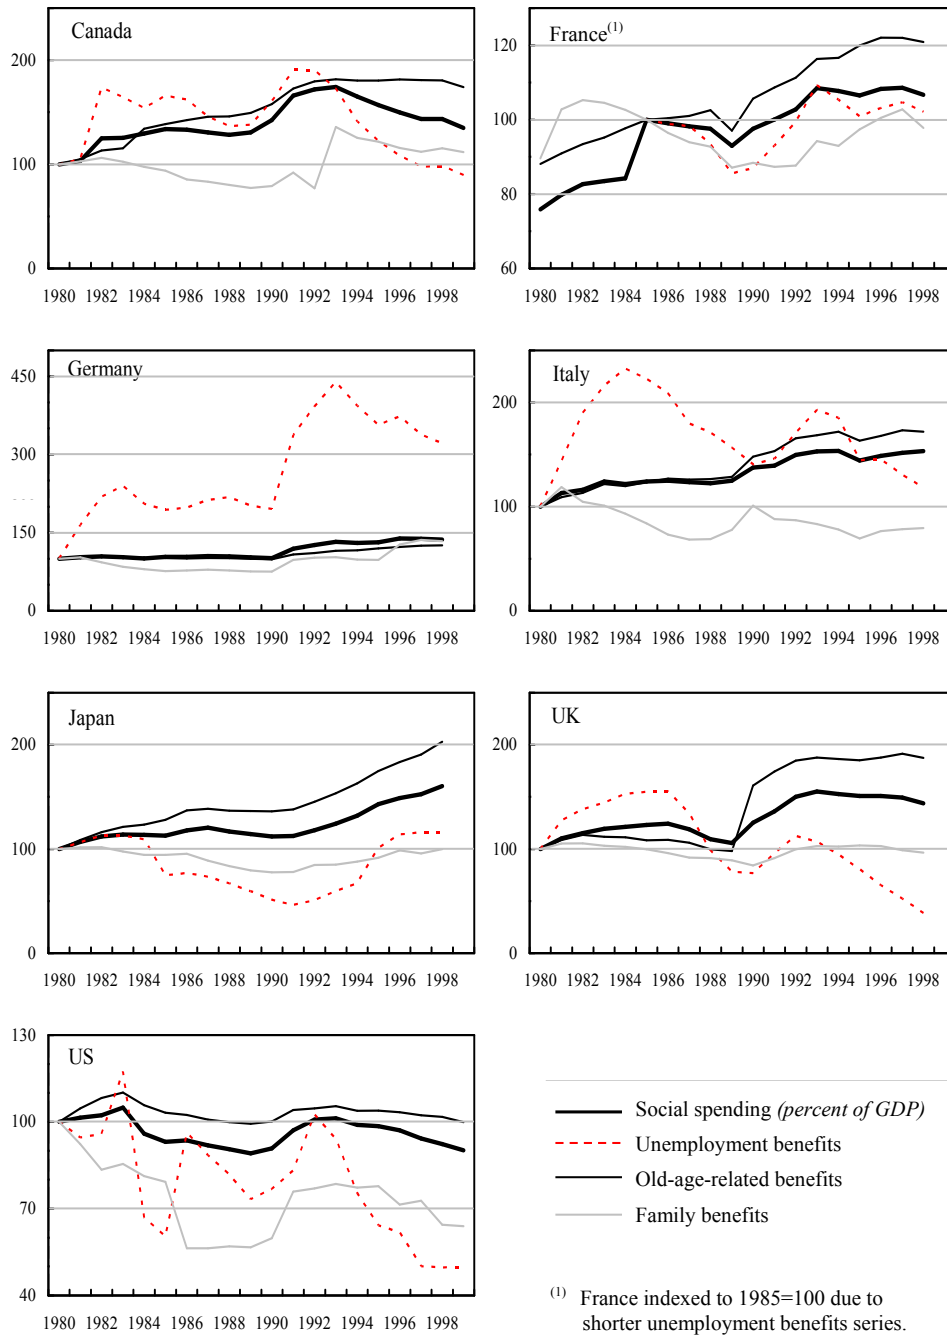 Canada
200
100
0
1980 1982 1984 1986 1988 1990 1992 1994 1996 1998
France(1)
120
100
80
60
1980 1982 1984 1986 1988 1990 1992 1994 1996 1998
Germany
450
300
150
0
1980 1982 1984 1986 1988 1990 1992 1994 1996 1998
Italy
200
100
0
1980 1982 1984 1986 1988 1990 1992 1994 1996 1998
Japan
200
100
0
1980 1982 1984 1986 1988 1990 1992 1994 1996 1998
UK
200
100
0
1980 1982 1984 1986 1988 1990 1992 1994 1996 1998
US
130
100
70
40
1980 1982 1984 1986 1988 1990 1992 1994 1996 1998
Social spending (percent of GDP)
Unemployment benefits
Old-age-related benefits
Family benefits
(1) France indexed to 1985=100 due to
shorter unemployment benefits series.